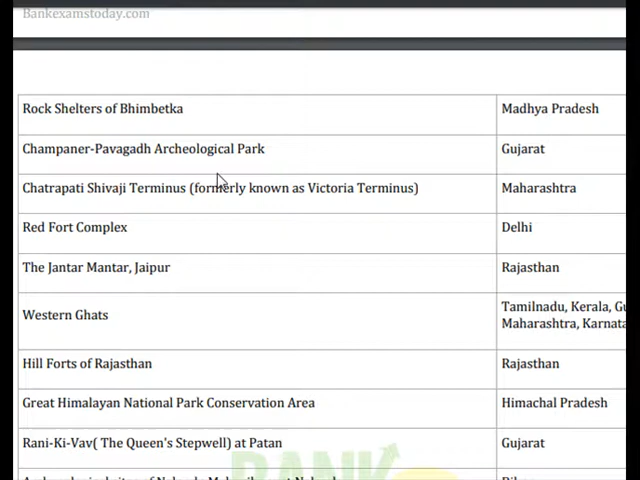 Bankexamstoday.com
Rock Shelters of Bhimbetka Madhya Pradesh
Champaner-Pavagadh Archeological Park Gujarat
Chatrapati Shivaji Terminus (formerly known as Victoria Terminus) Maharashtra
Red Fort Complex Delhi
The Jantar Mantar, Jaipur Rajasthan
Western Ghats Tamilnadu, Kerala, Gu
Maharashtra, Karnata
Hill Forts of Rajasthan Rajasthan
Great Himalayan National Park Conservation Area Himachal Pradesh
Rani-Ki-Vav( The Queen's Stepwell) at Patan Gujarat
BANK